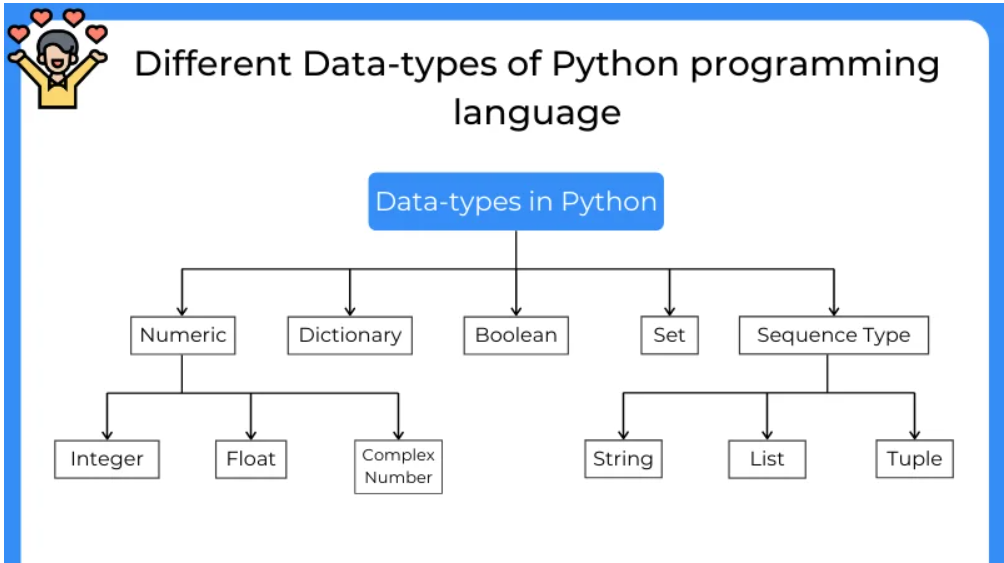 Different Data-types of Python programming
language
Data-types in Python
Numeric
Dictionary
Boolean
Set
Sequence Type
Integer
Float
Complex
Number
String
List
Tuple